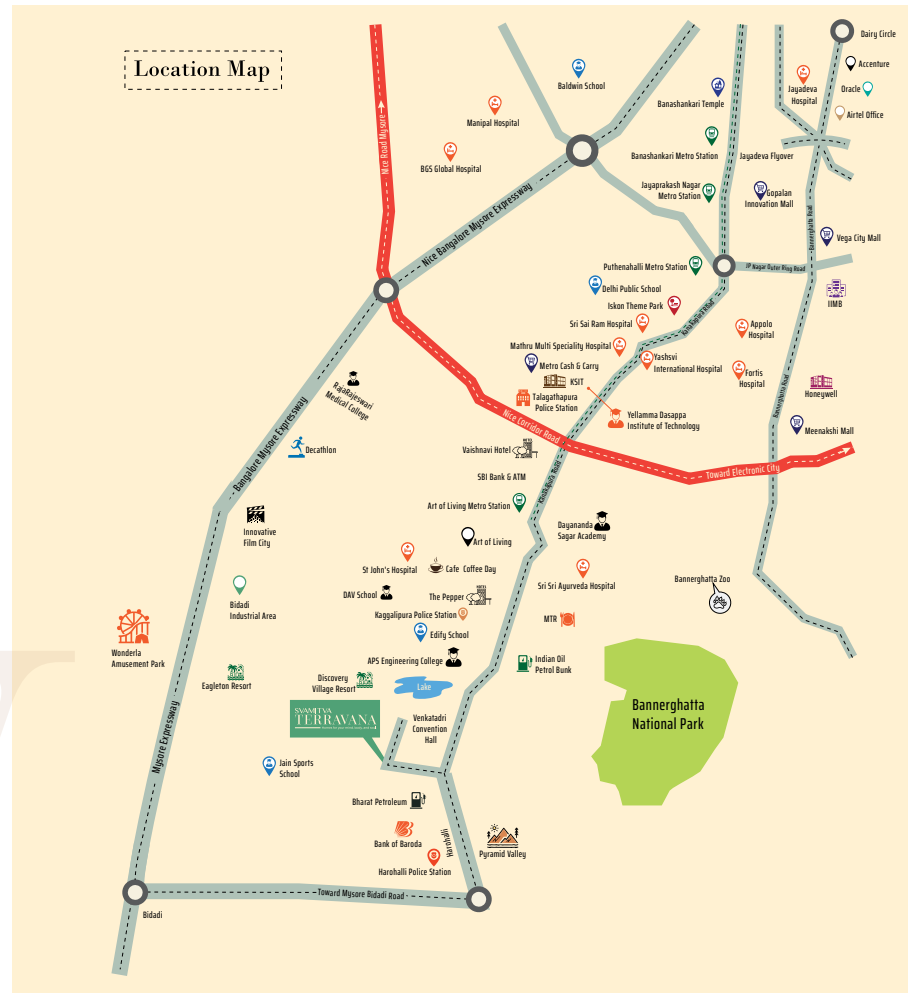 Location Map
Dairy Circle
Accenture
Oracle
Airtel Office
Baldwin School
Jayadeva
Hospital
Banashankari Temple
Manipal Hospital
Nice Road Mysore
BGS Global Hospital
Banashankari Metro Station
Jayadeva Flyover
Jayaprakash Nagar
Metro Station
Gopalan
Innovation Mall
Bannerghatta Road
Nice Bangalore Mysore Expressway
Vega City Mall
Puthenahalli Metro Station
JP Nagar Outer Ring Road
Delhi Public School
IIMB
Iskon Theme Park
Kanakapura Road
Sri Sai Ram Hospital
Appolo
Hospital
Mathru Multi Speciality Hospital
Yashsvi
International Hospital
Metro Cash & Carry
Fortis
Hospital
KSIT
RajaRajeswari
Medical College
Honeywell
Talagathapura
Police Station
Bannerghatta Road
Yellamma Dasappa
Institute of Technology
Nice Corridor Road
Meenakshi Mall
Bangalore Mysore Expressway
Decathlon
Vaishnavi Hotel
HOTEL
Toward Electronic City
SBI Bank & ATM
Kanakapura Road
Art of Living Metro Station
Innovative
Film City
Dayananda
Sagar Academy
Art of Living
St John's Hospital
Cafe Coffee Day
Sri Sri Ayurveda Hospital
Bannerghatta Zoo
Bidadi
Industrial Area
DAV School
The Pepper
HOTEL
Kaggalipura Police Station
MTR
Edify School
Wonderla
Amusement Park
APS Engineering College
Indian Oil
Petrol Bunk
Eagleton Resort
Discovery
Village Resort
Lake
Bannerghatta
National Park
SVAMITVA
TERRAVANA
Venkatadri
Convention
Hall
Mysore Expressway
Jain Sports
School
Bharat Petroleum
Bank of Baroda
Harohalli
Pyramid Valley
Harohalli Police Station
Toward Mysore Bidadi Road
Bidadi